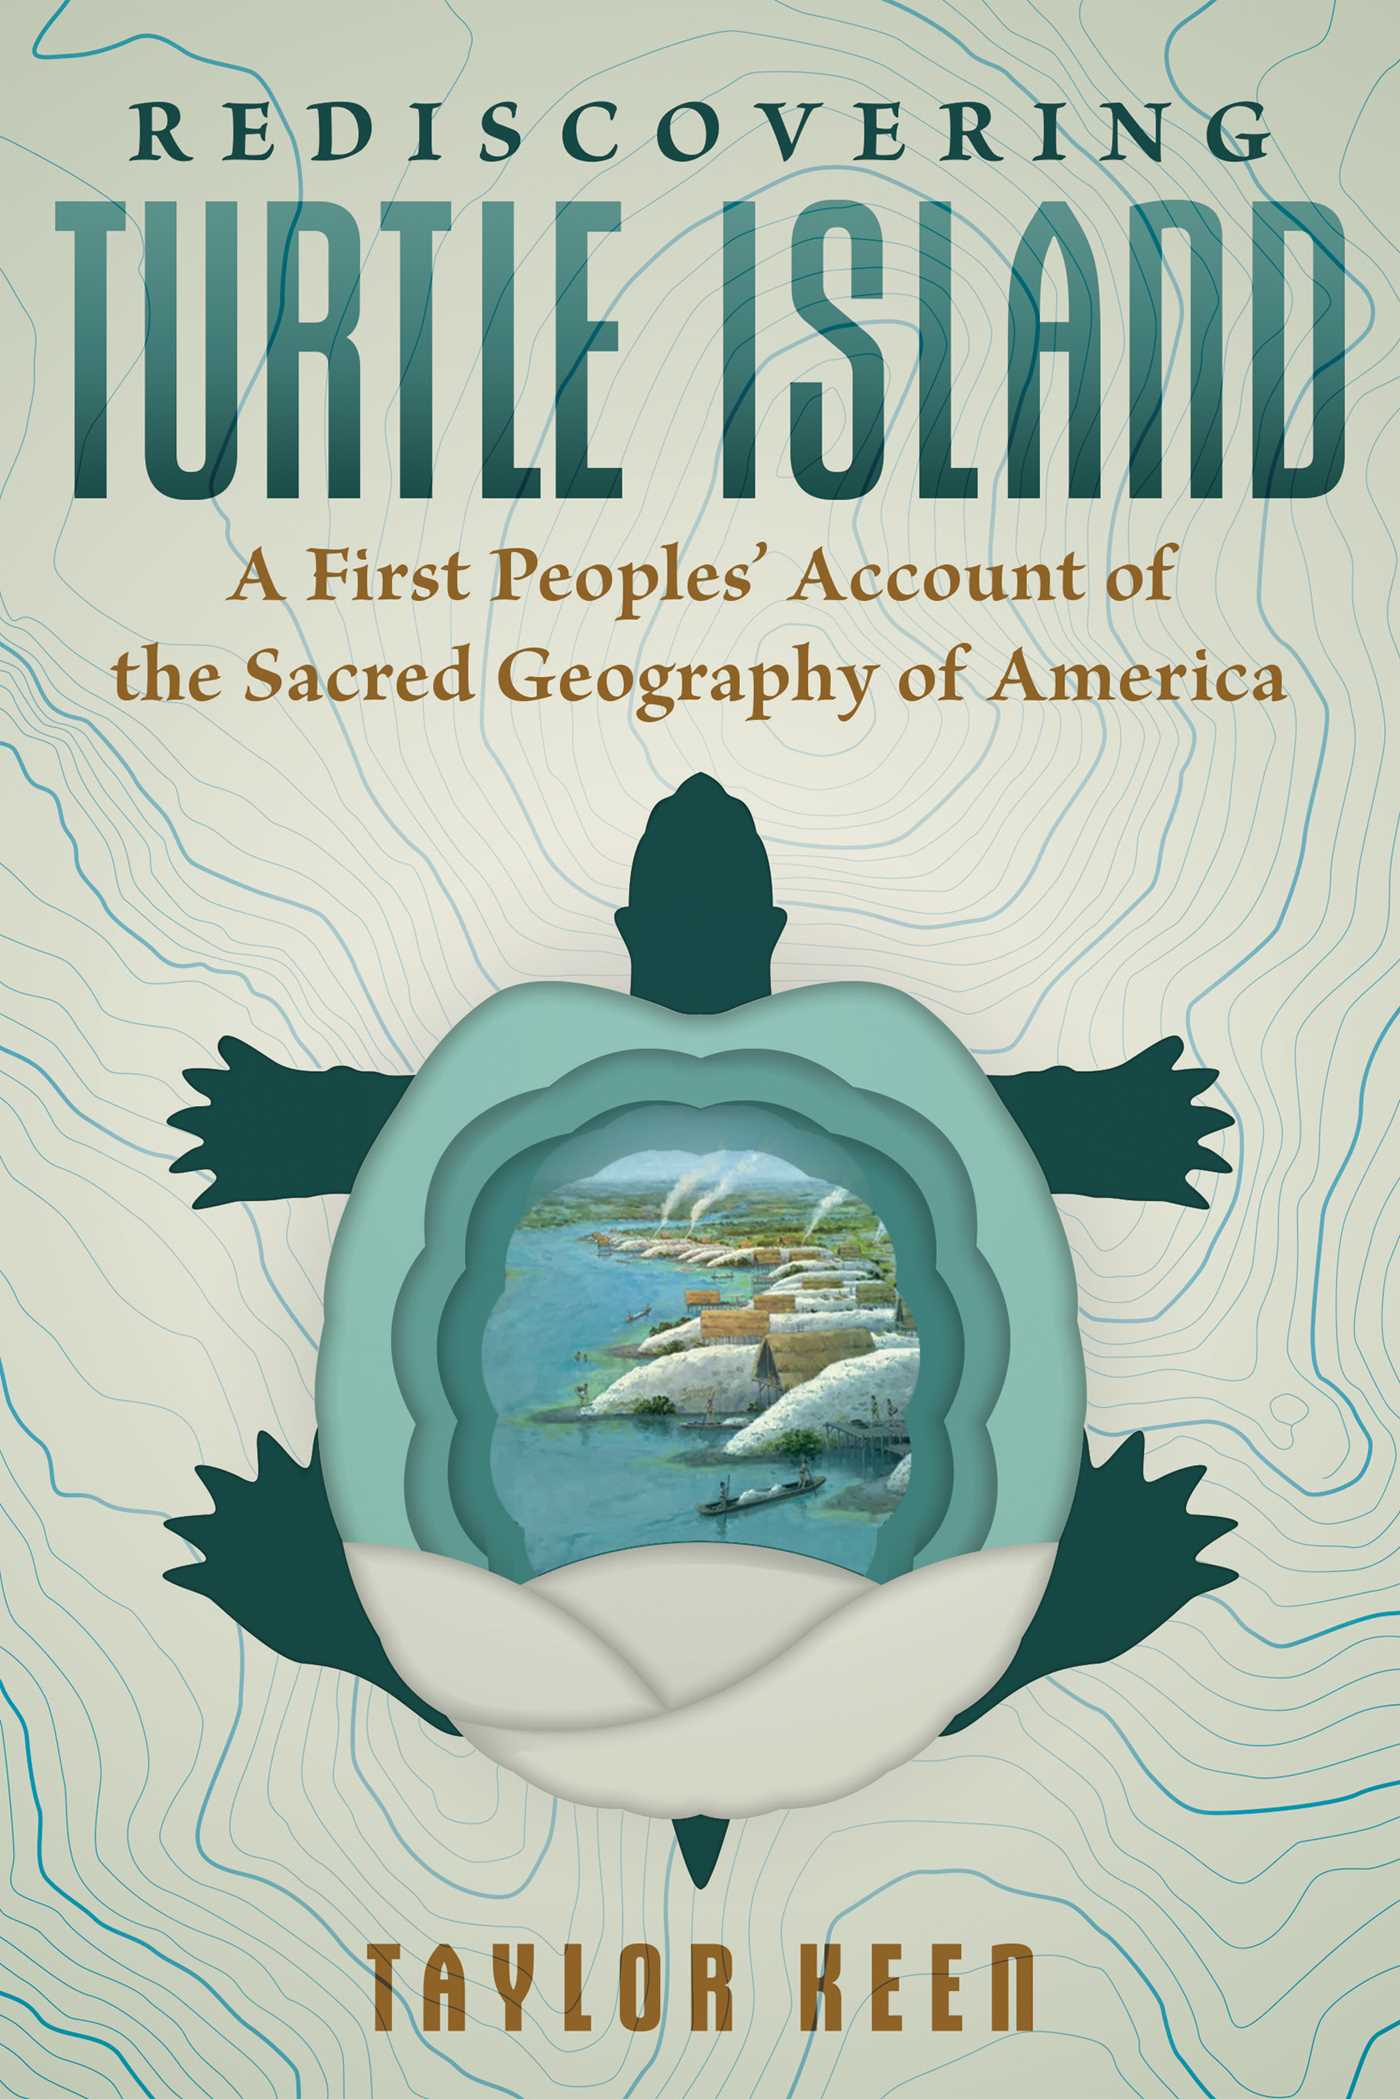 REDISCOVERING
TURTLE ISLAND
A First Peoples’ Account of
the Sacred Geography of America
TAYLOR KEEN